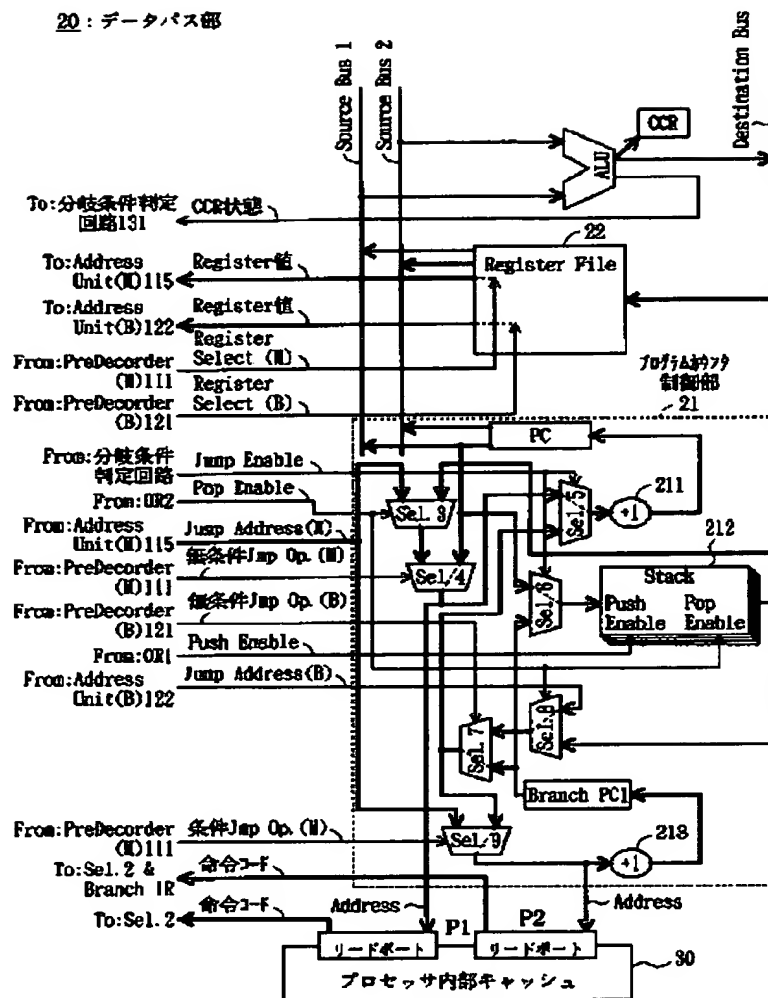 20：データパス部
Source Bus 1
Source Bus 2
Destination Bus
CCR
ALU
To:分岐条件判定
回路131
CCR状態
22
Register File
To:Address
Unit(M)115
Register値
To:Address
Unit(B)122
Register値
From:PreDecorder
(M)111
Register
Select (M)
From:PreDecorder
(B)121
Register
Select (B)
プログラムカウンタ
制御部
21
PC
From:分岐条件
判定回路
Jump Enable
From:OR2
Pop Enable
Sel.3
Sel.5
+1
211
From:Address
Unit(M)115
Jump Address(M)
From:PreDecorder
(M)111
無条件Jmp Op.(M)
Sel.4
212
From:PreDecorder
(B)121
無条件Jmp Op.(B)
Sel.6
Stack
Push
Enable
Pop
Enable
From:OR1
Push Enable
From:Address
Unit(B)122
Jump Address(B)
Sel.7
Sel.8
Branch PC1
From:PreDecorder
(M)111
条件Jmp Op.(M)
Sel.9
+1
213
To:Sel.2 &
Branch IR
命令コード
To:Sel.2
命令コード
Address
P1
P2
Address
リードポート
リードポート
30
プロセッサ内部キャッシュ